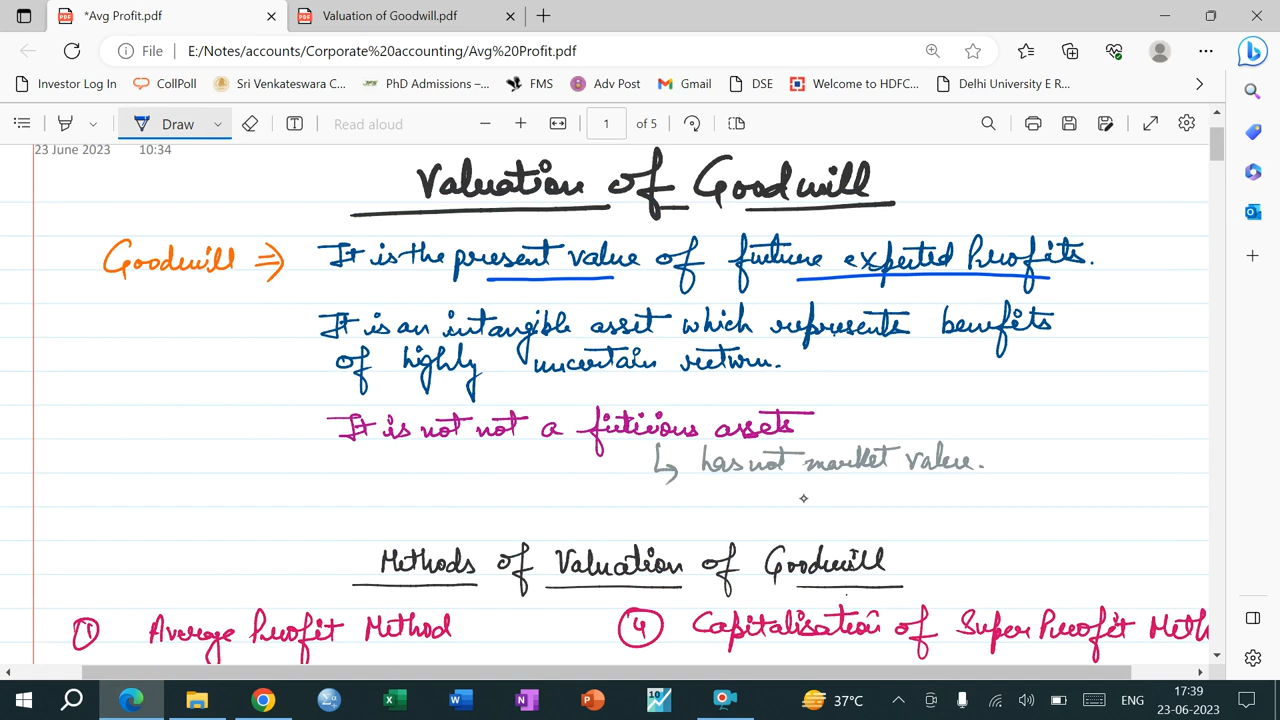 *Avg Profit.pdf
Valuation of Goodwill.pdf
File E:/Notes/accounts/Corporate%20accounting/Avg%20Profit.pdf
Investor Log In CollPoll Sri Venkateswara C... PhD Admissions –... FMS Adv Post Gmail DSE Welcome to HDFC... Delhi University E R...
Draw Read aloud 1 of 5
23 June 2023 10:34
Valuation of Goodwill
Goodwill ⇒ It is the present value of future expected Profits.
It is an intangible asset which represents benefits
of highly uncertain return.
It is not not a fictitious assets
↳ has not market value.
Methods of Valuation of Goodwill
① Average Profit Method ④ Capitalisation of Super Profit Meth
37°C ENG 17:39
23-06-2023